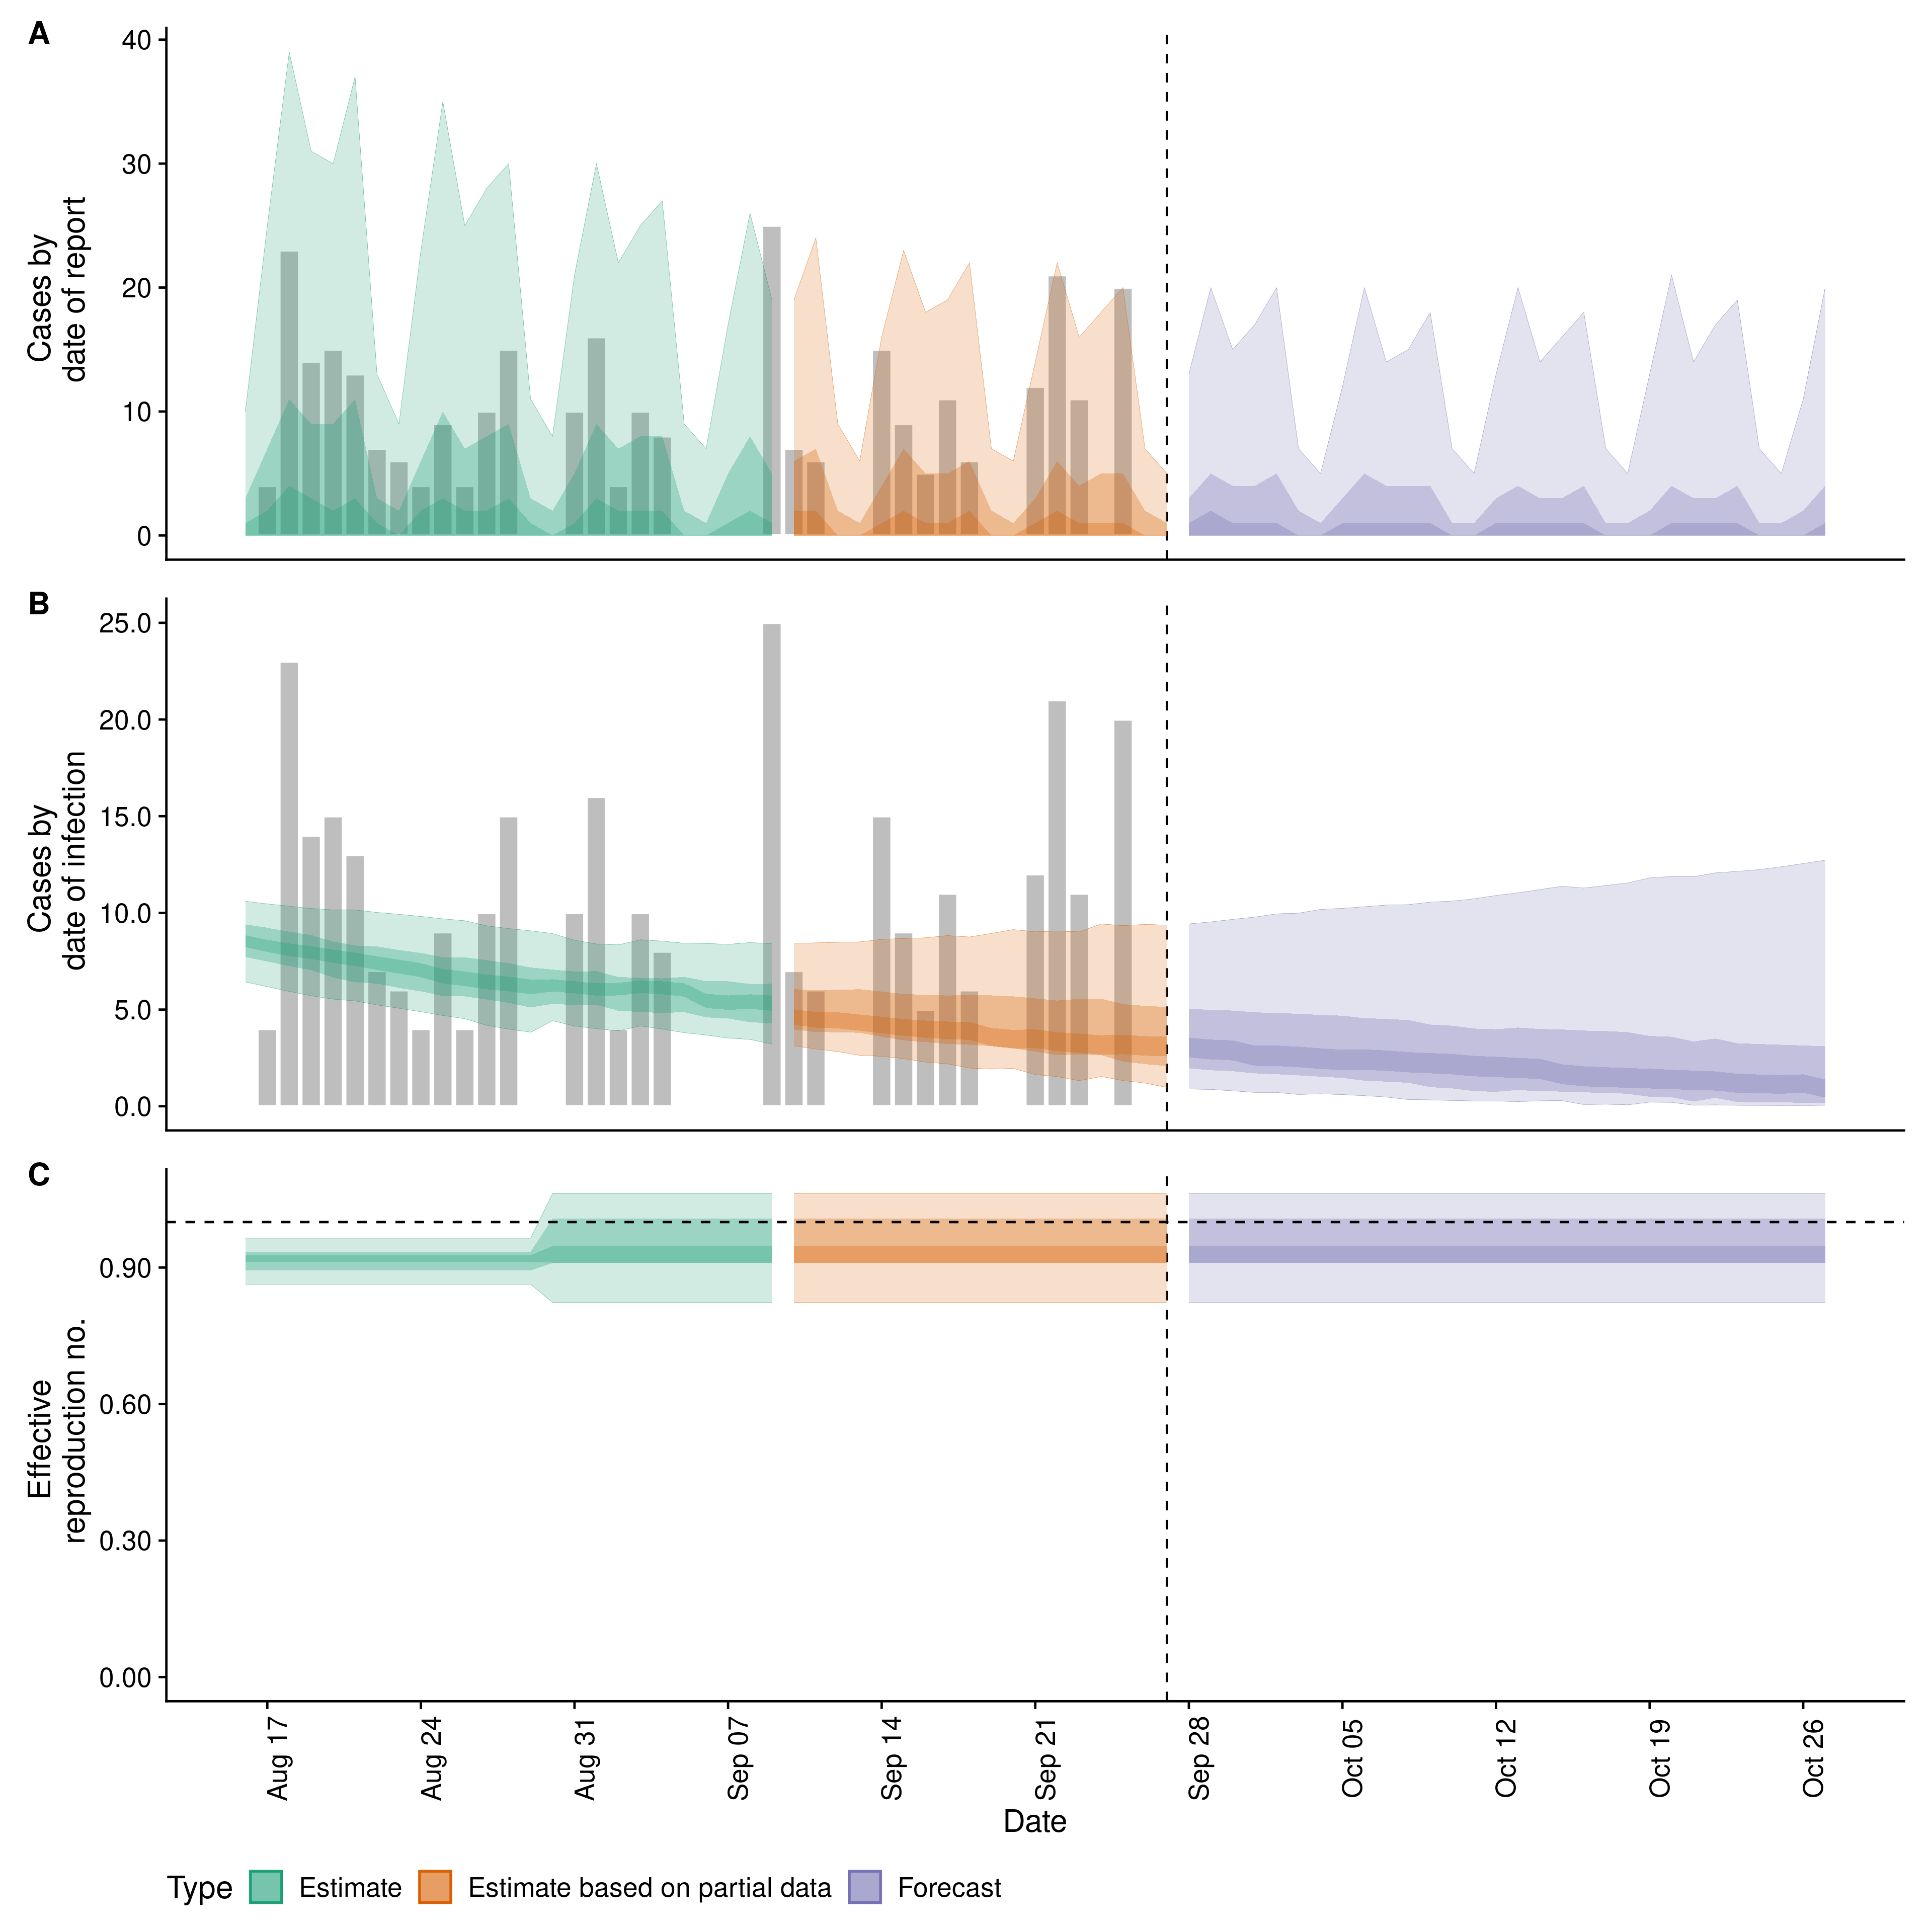 A
Cases by
date of report
40
30
20
10
0
B
Cases by
date of infection
25.0
20.0
15.0
10.0
5.0
0.0
C
Effective
reproduction no.
0.90
0.60
0.30
0.00
Aug 17
Aug 24
Aug 31
Sep 07
Sep 14
Sep 21
Sep 28
Oct 05
Oct 12
Oct 19
Oct 26
Date
Type Estimate Estimate based on partial data Forecast